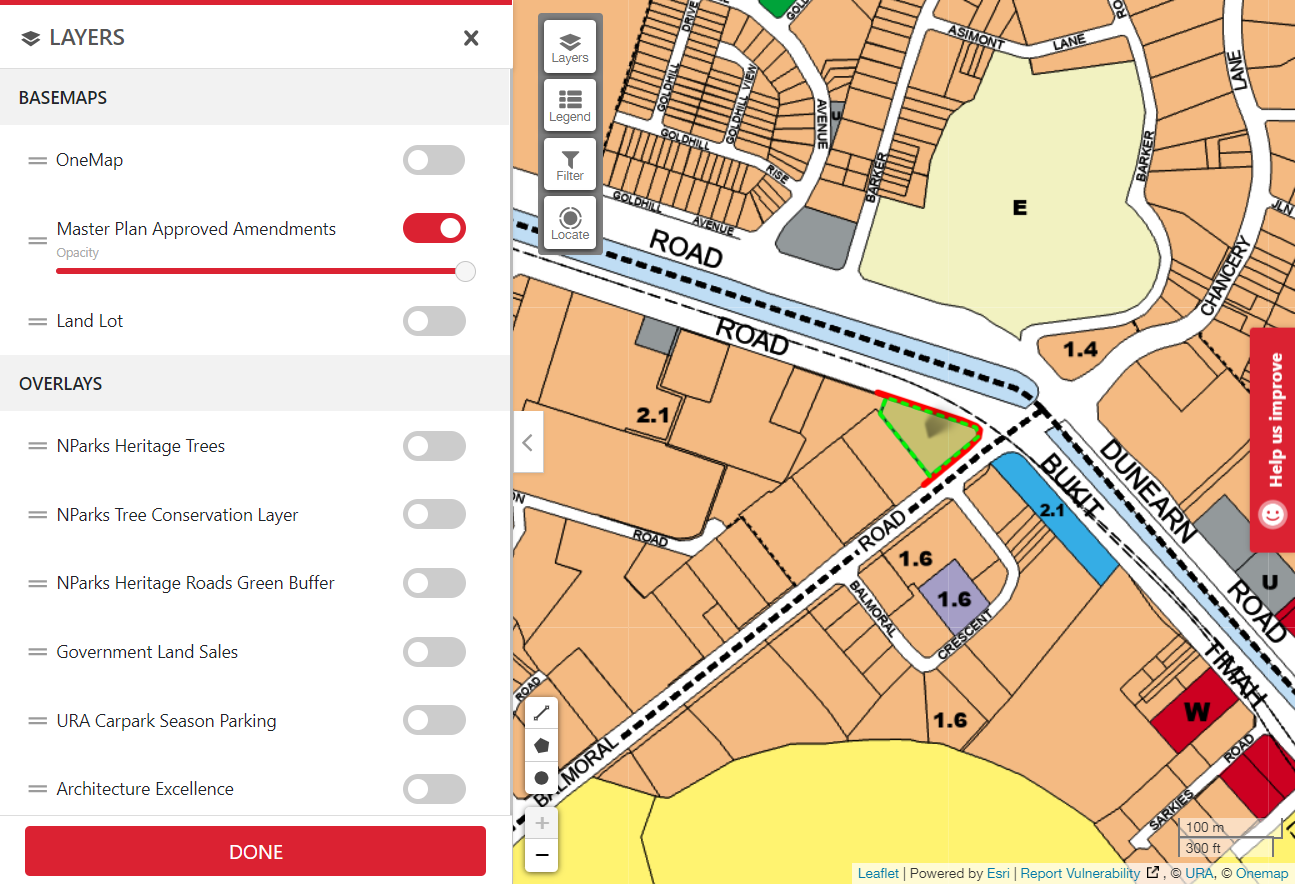 LAYERS
BASEMAPS
OneMap
Master Plan Approved Amendments
Opacity
Land Lot
OVERLAYS
NParks Heritage Trees
NParks Tree Conservation Layer
NParks Heritage Roads Green Buffer
Government Land Sales
URA Carpark Season Parking
Architecture Excellence
DONE
Layers
Legend
Filter
Locate
DRIVE
GOLDHILL
GOLDHILL VIEW
GOLDHILL
RISE
AVENUE
U
BARKER
ASIMONT LANE
LANE
BARKER
E
JLN
CHANCERY
GOLDHILL AVENUE
ROAD
ROAD
1.4
2.1
Help us improve
DUNEARN
ROAD
BUKIT
TIMAH
2.1
U
ROAD
ROAD
1.6
1.6
BALMORAL
CRESCENT
1.6
W
ROAD
BALMORAL
SARKIES
ROAD
100 m
300 ft
+
−
Leaflet | Powered by Esri | Report Vulnerability , © URA, © Onemap